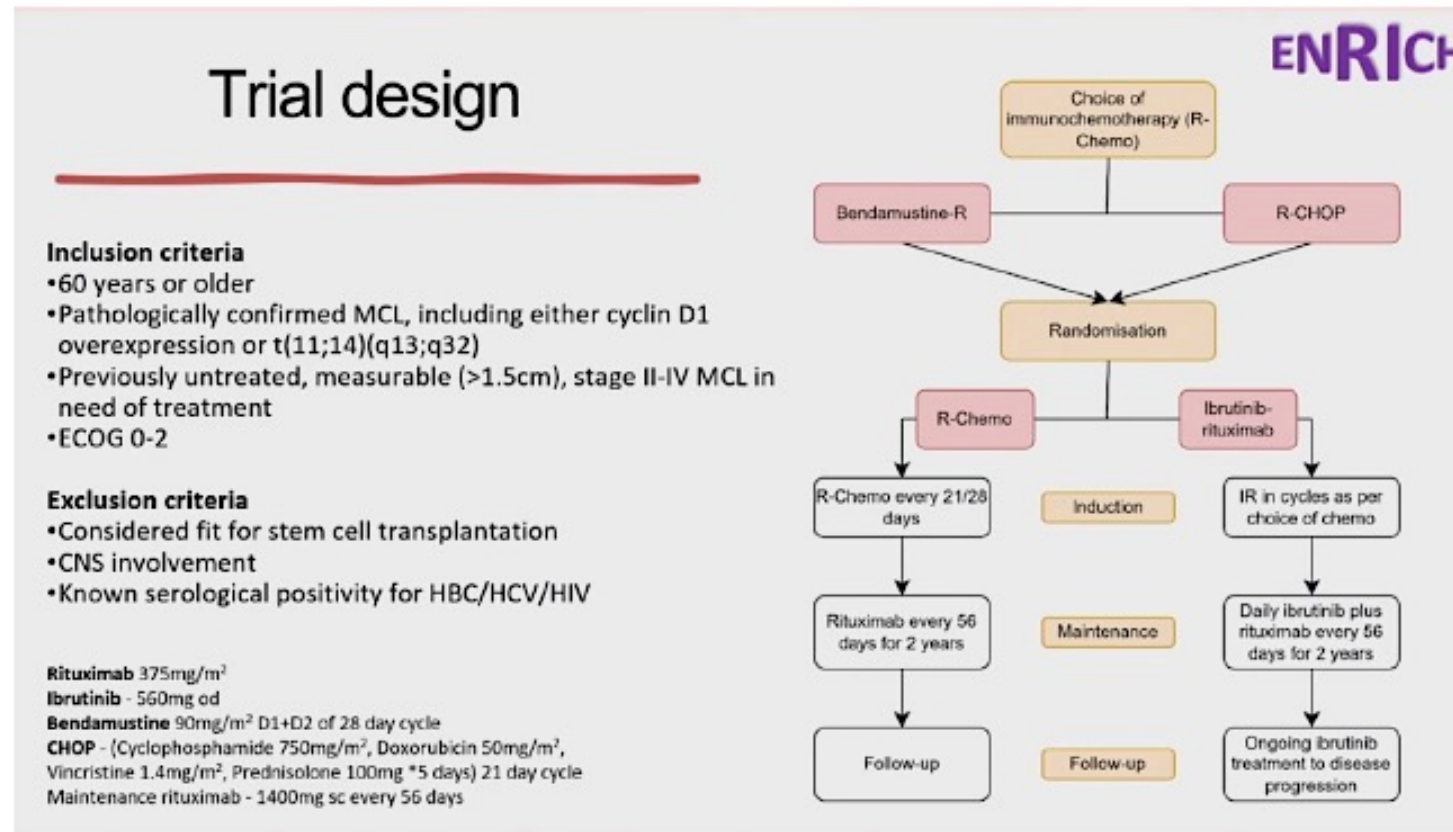 ENRICH
Trial design
Inclusion criteria
•60 years or older
•Pathologically confirmed MCL, including either cyclin D1
overexpression or t(11;14)(q13;q32)
•Previously untreated, measurable (>1.5cm), stage II-IV MCL in
need of treatment
•ECOG 0-2
Exclusion criteria
•Considered fit for stem cell transplantation
•CNS involvement
•Known serological positivity for HBC/HCV/HIV
Rituximab 375mg/m²
Ibrutinib - 560mg od
Bendamustine 90mg/m² D1+D2 of 28 day cycle
CHOP - (Cyclophosphamide 750mg/m², Doxorubicin 50mg/m²,
Vincristine 1.4mg/m², Prednisolone 100mg *5 days) 21 day cycle
Maintenance rituximab - 1400mg sc every 56 days
Choice of
immunochemotherapy (R-
Chemo)
Bendamustine-R
R-CHOP
Randomisation
R-Chemo
Ibrutinib-
rituximab
R-Chemo every 21/28
days
Induction
IR in cycles as per
choice of chemo
Rituximab every 56
days for 2 years
Maintenance
Daily ibrutinib plus
rituximab every 56
days for 2 years
Follow-up
Follow-up
Ongoing ibrutinib
treatment to disease
progression